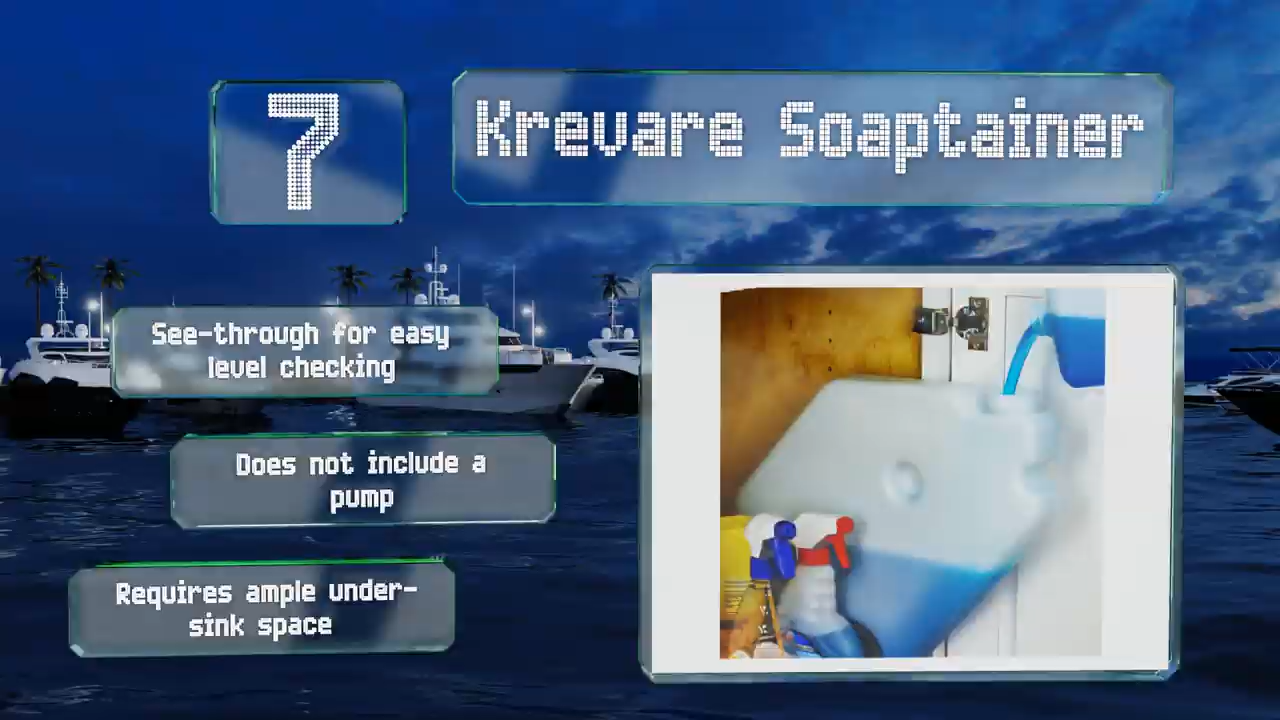 7
Krevare Soaptainer
See-through for easy
level checking
Does not include a
pump
Requires ample under-
sink space